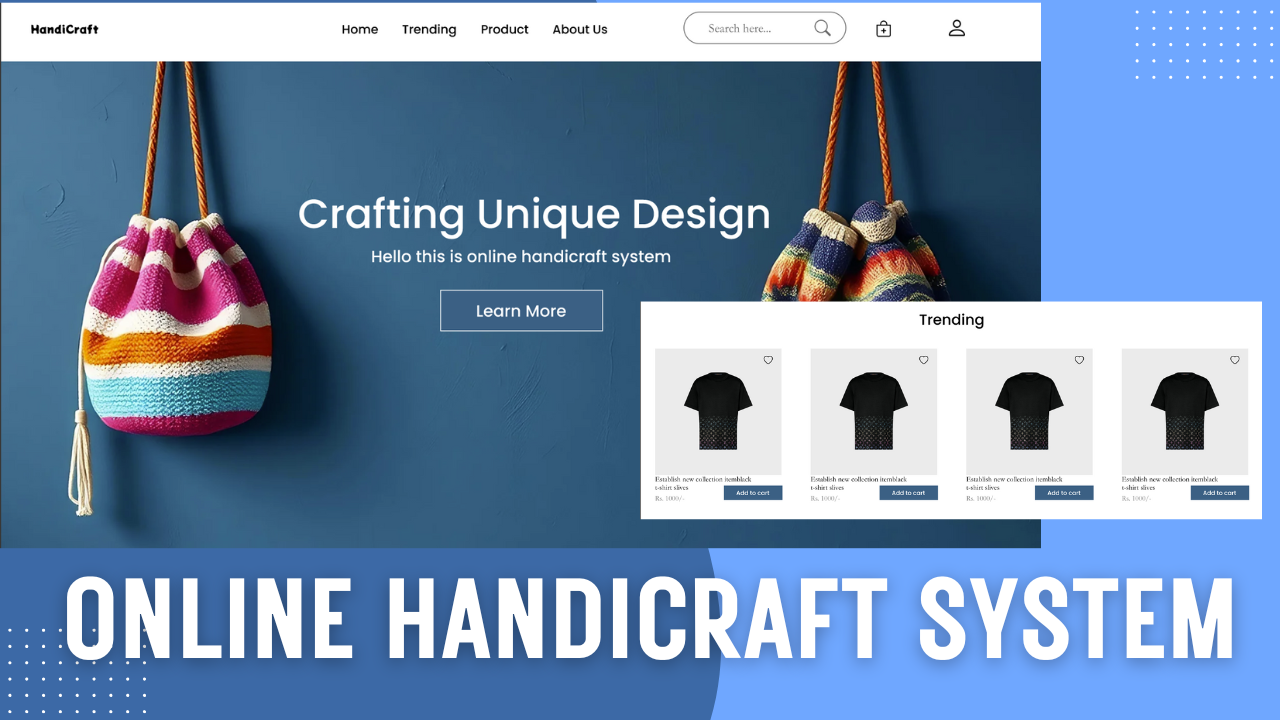 HandiCraft
Home
Trending
Product
About Us
Search here...
Crafting Unique Design
Hello this is online handicraft system
Learn More
Trending
Establish new collection itemblack
t-shirt slives
Rs. 1000/-
Add to cart
Establish new collection itemblack
t-shirt slives
Rs. 1000/-
Add to cart
Establish new collection itemblack
t-shirt slives
Rs. 1000/-
Add to cart
Establish new collection itemblack
t-shirt slives
Rs. 1000/-
Add to cart
ONLINE HANDICRAFT SYSTEM